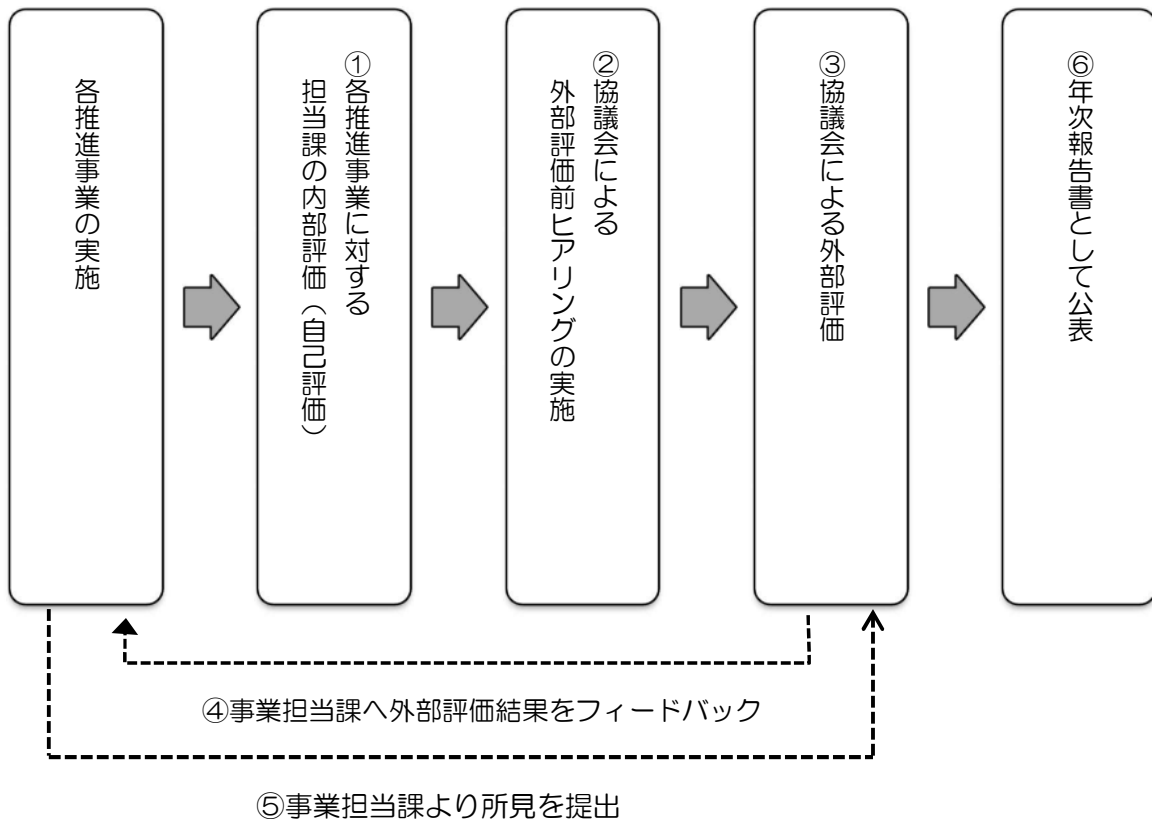 各推進事業の実施
①各推進事業に対する
担当課の内部評価（自己評価）
②協議会による
外部評価前ヒアリングの実施
③協議会による外部評価
⑥年次報告書として公表
④事業担当課へ外部評価結果をフィードバック
⑤事業担当課より所見を提出